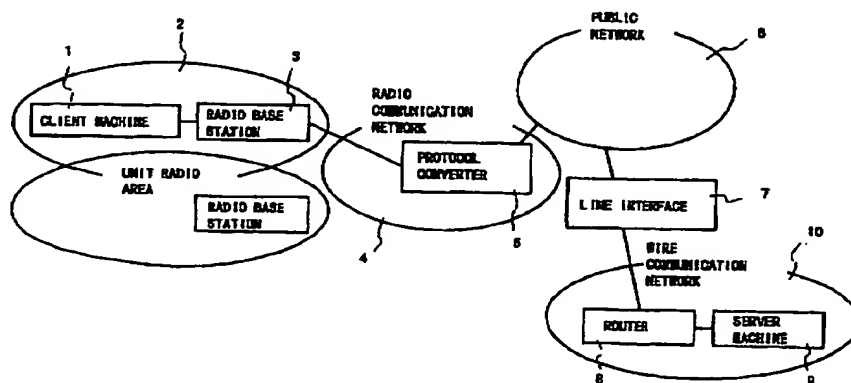 PUBLIC
NETWORK
6
1
2
3
CLIENT MACHINE
RADIO BASE
STATION
RADIO
COMMUNICATION
NETWORK
PROTOCOL
CONVERTER
UNIT RADIO
AREA
RADIO BASE
STATION
4
5
LINE INTERFACE
7
WIRE
COMMUNICATION
NETWORK
10
ROUTER
SERVER
MACHINE
8
9